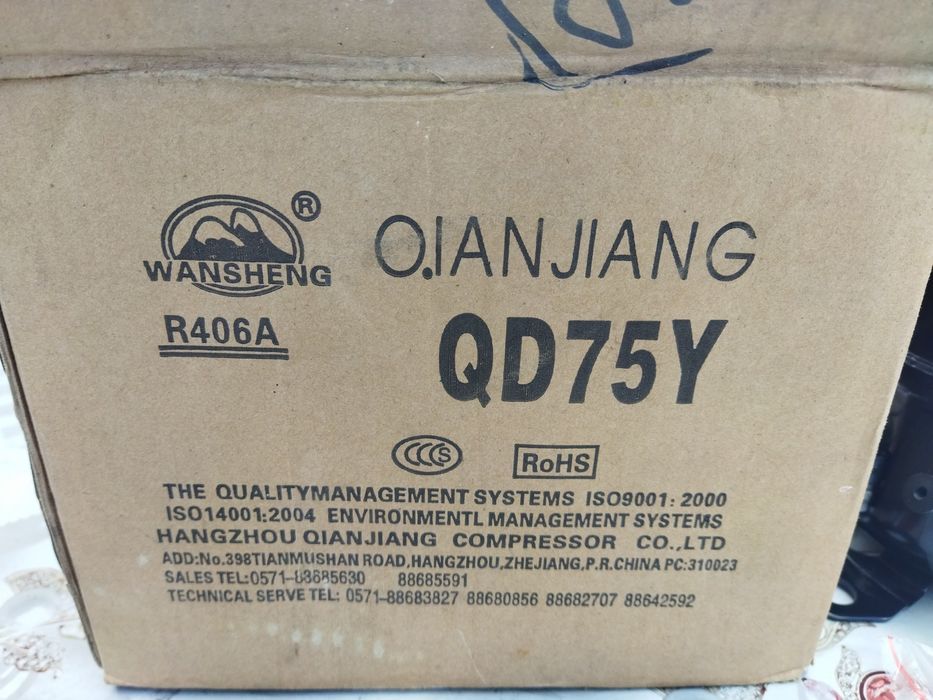 ®
WANSHENG
QIANJIANG
R406A
QD75Y
CCCS
RoHS
THE QUALITYMANAGEMENT SYSTEMS ISO9001: 2000
ISO14001:2004 ENVIRONMENTL MANAGEMENT SYSTEMS
HANGZHOU QIANJIANG COMPRESSOR CO.,LTD
ADD:No.398TIANMUSHAN ROAD,HANGZHOU,ZHEJIANG,P.R.CHINA PC:310023
SALES TEL:0571-88685630 88685591
TECHNICAL SERVE TEL: 0571-88683827 88680856 88682707 88642592